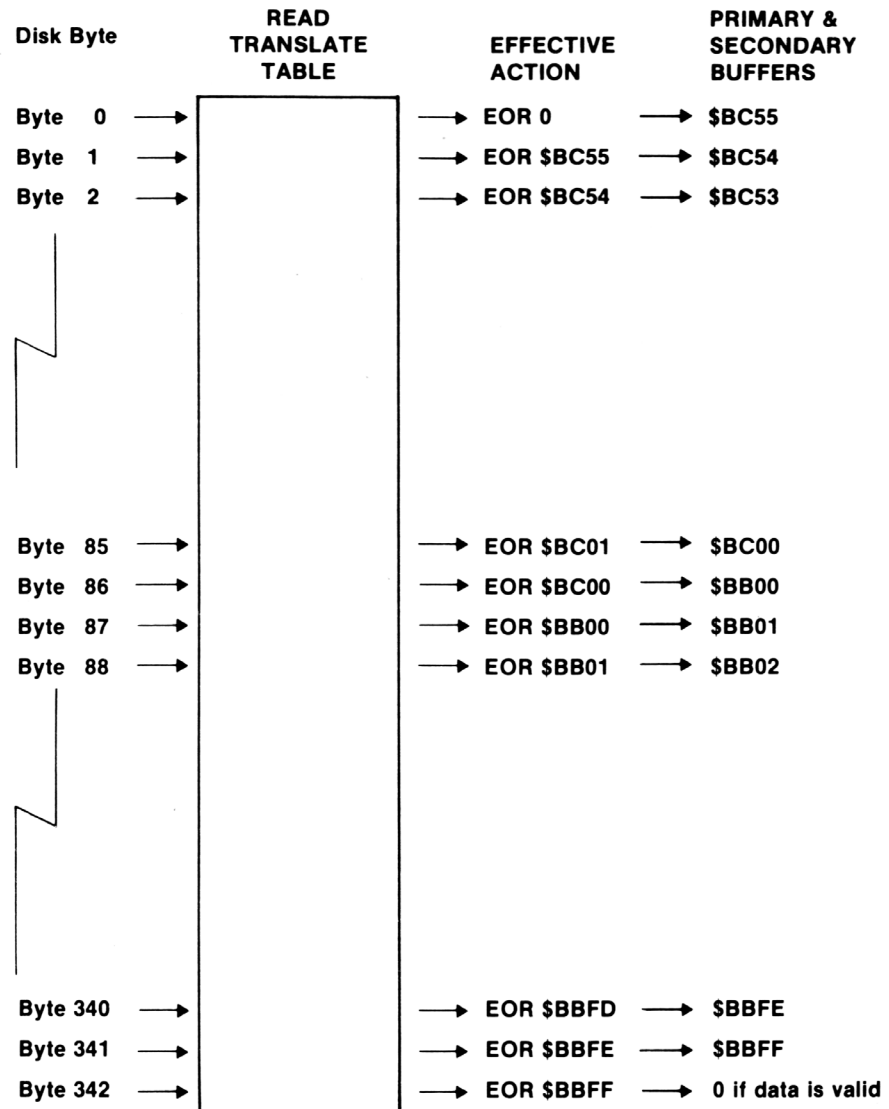 Disk Byte
READ
TRANSLATE
TABLE
EFFECTIVE
ACTION
PRIMARY &
SECONDARY
BUFFERS
Byte 0 EOR 0 $BC55
Byte 1 EOR $BC55 $BC54
Byte 2 EOR $BC54 $BC53
Byte 85 EOR $BC01 $BC00
Byte 86 EOR $BC00 $BB00
Byte 87 EOR $BB00 $BB01
Byte 88 EOR $BB01 $BB02
Byte 340 EOR $BBFD $BBFE
Byte 341 EOR $BBFE $BBFF
Byte 342 EOR $BBFF 0 if data is valid